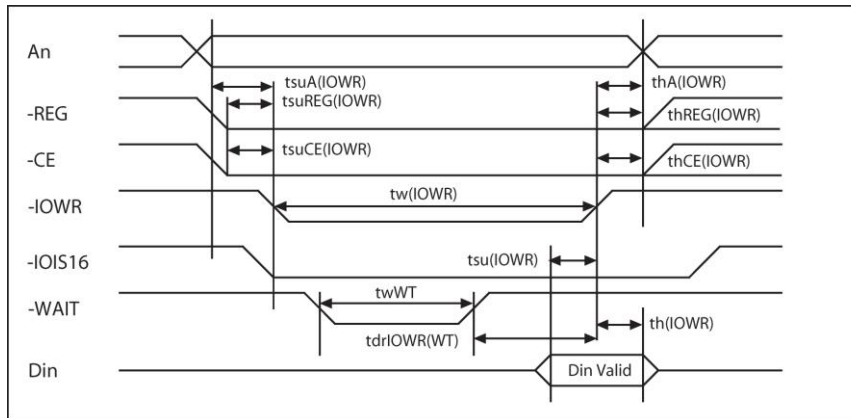 An
tsuA(IOWR)
thA(IOWR)
tsuREG(IOWR)
-REG
thREG(IOWR)
-CE
tsuCE(IOWR)
thCE(IOWR)
-IOWR
tw(IOWR)
-IOIS16
tsu(IOWR)
-WAIT
twWT
tdrIOWR(WT)
th(IOWR)
Din
Din Valid